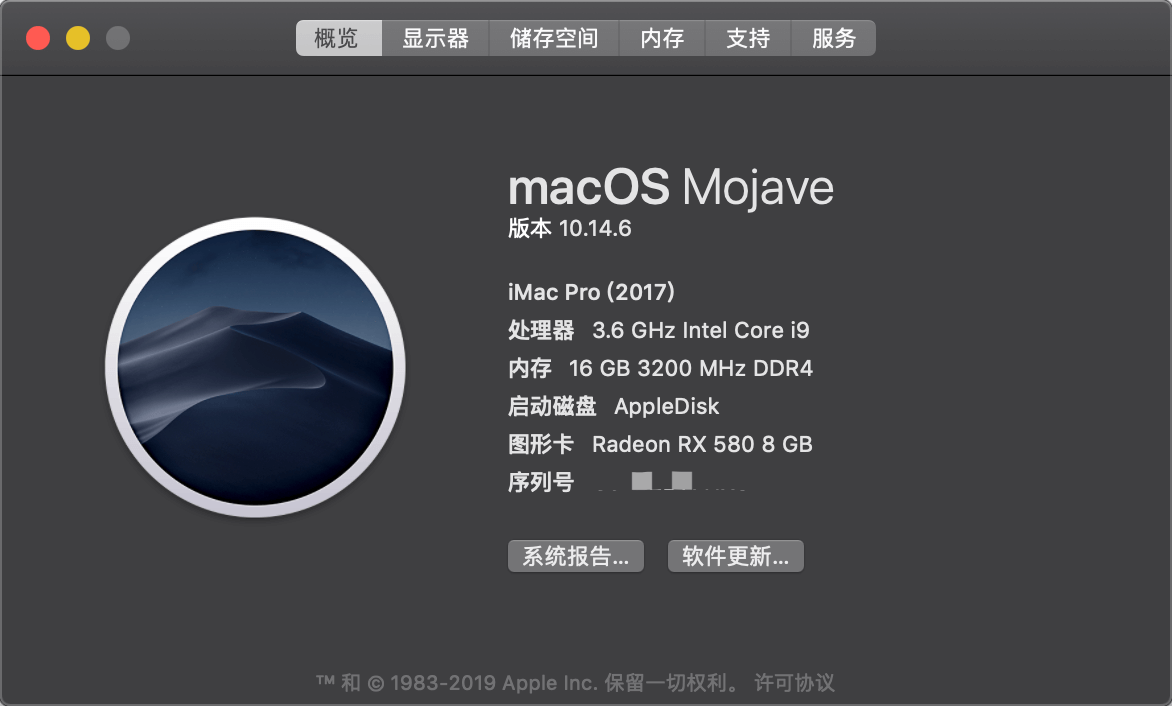 概览 显示器 储存空间 内存 支持 服务
macOS Mojave
版本 10.14.6
iMac Pro (2017)
处理器 3.6 GHz Intel Core i9
内存 16 GB 3200 MHz DDR4
启动磁盘 AppleDisk
图形卡 Radeon RX 580 8 GB
序列号
系统报告... 软件更新...
™ 和 © 1983-2019 Apple Inc. 保留一切权利。 许可协议